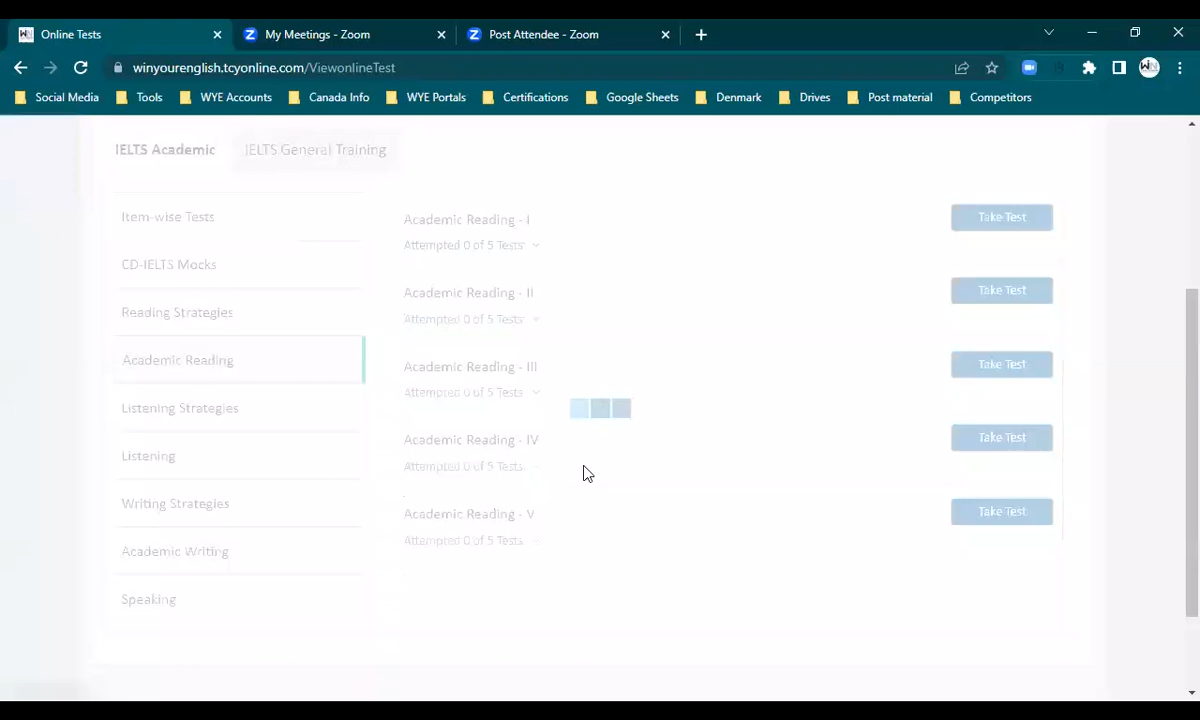 Online Tests
My Meetings - Zoom
Post Attendee - Zoom
winyourenglish.tcyonline.com/ViewonlineTest
Social Media
Tools
WYE Accounts
Canada Info
WYE Portals
Certifications
Google Sheets
Denmark
Drives
Post material
Competitors
IELTS Academic
IELTS General Training
Item-wise Tests
CD-IELTS Mocks
Reading Strategies
Academic Reading
Listening Strategies
Listening
Writing Strategies
Academic Writing
Speaking
Academic Reading - I
Take Test
Attempted 0 of 5 Tests
Academic Reading - II
Take Test
Attempted 0 of 5 Tests
Academic Reading - III
Take Test
Attempted 0 of 5 Tests
Academic Reading - IV
Take Test
Attempted 0 of 5 Tests
Academic Reading - V
Take Test
Attempted 0 of 5 Tests